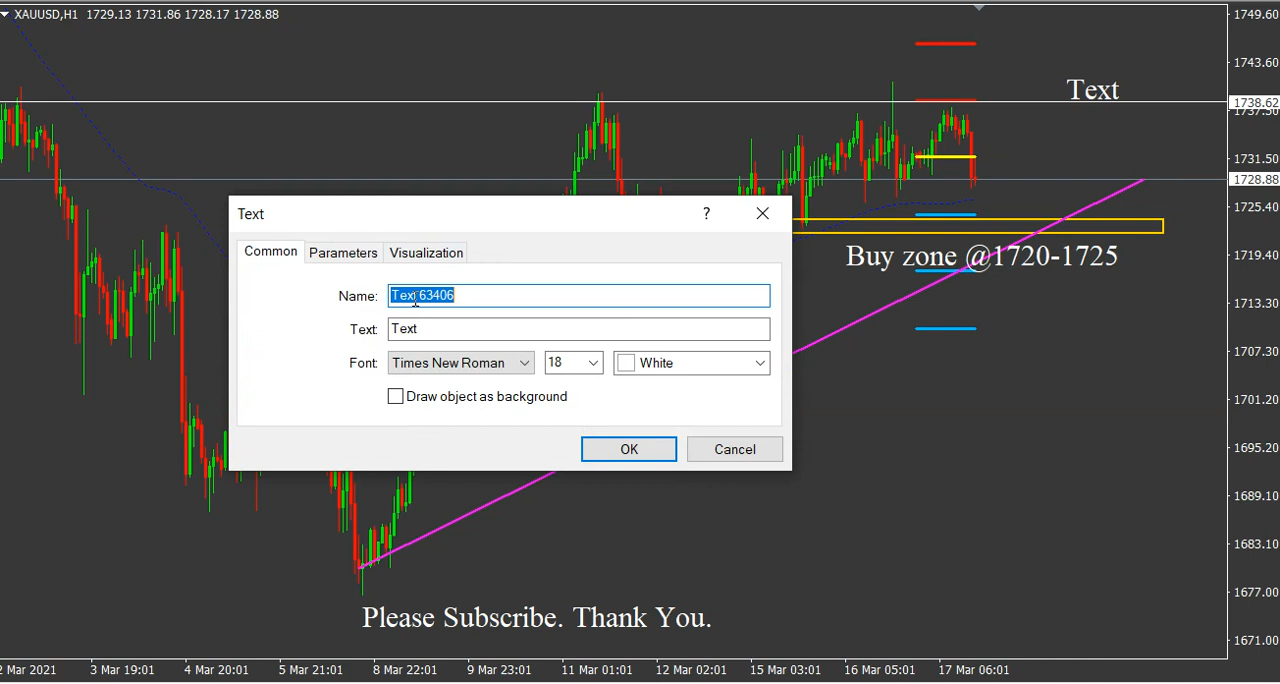 XAUUSD,H1 1729.13 1731.86 1728.17 1728.88
1749.60
1743.60
Text
1738.62
1737.50
1731.50
1728.88
1725.40
Buy zone @1720-1725
1719.40
1713.30
1707.30
1701.20
1695.20
1689.10
1683.10
1677.00
1671.00
Text
?
Common Parameters Visualization
Name: Text 63406
Text: Text
Font: Times New Roman 18 White
Draw object as background
OK Cancel
Please Subscribe. Thank You.
2 Mar 2021 3 Mar 19:01 4 Mar 20:01 5 Mar 21:01 8 Mar 22:01 9 Mar 23:01 11 Mar 01:01 12 Mar 02:01 15 Mar 03:01 16 Mar 05:01 17 Mar 06:01